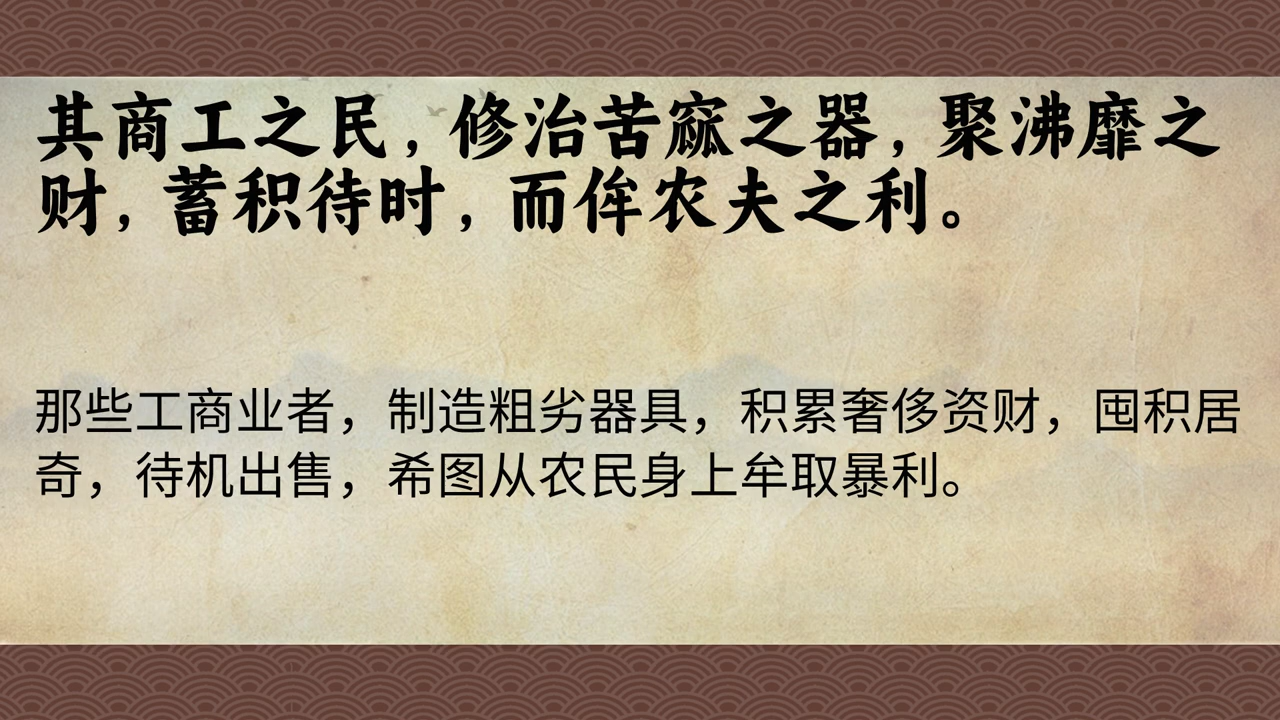 其商工之民，修治苦窳之器，聚沸靡之
财，蓄积待时，而侔农夫之利。
那些工商业者，制造粗劣器具，积累奢侈资财，囤积居
奇，待机出售，希图从农民身上牟取暴利。